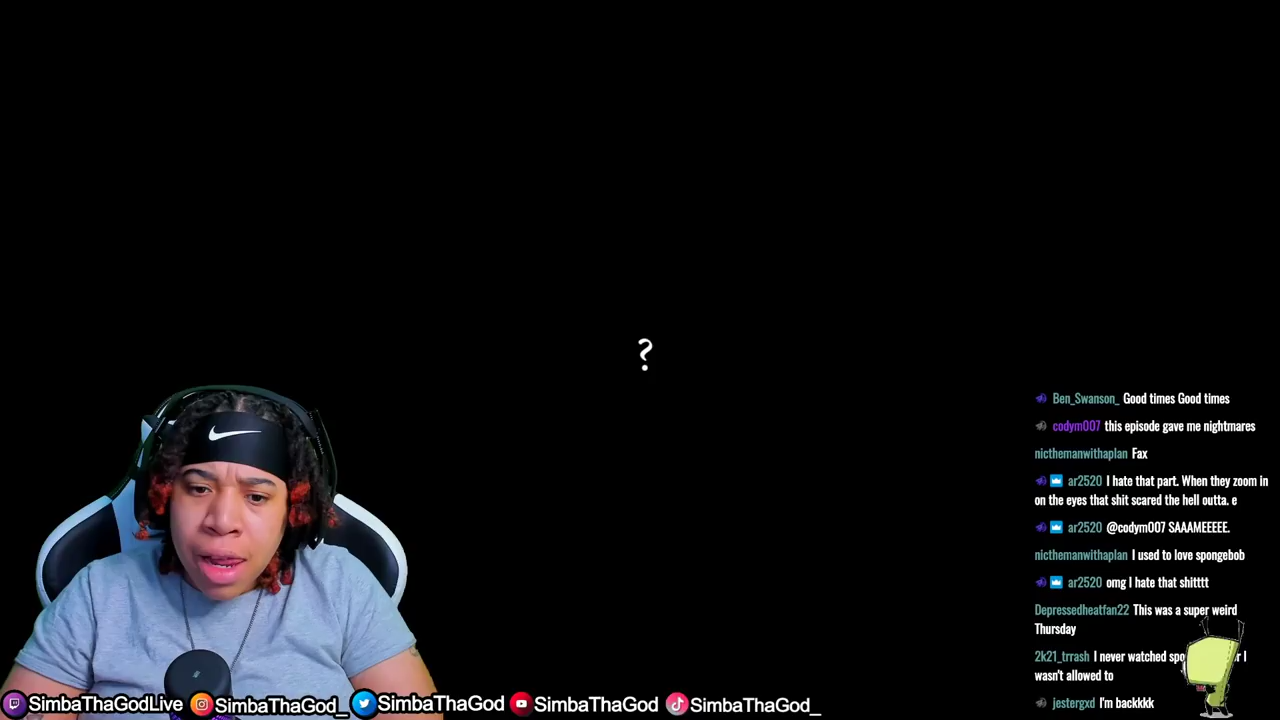 ?
Ben_Swanson_ Good times Good times
codym007 this episode gave me nightmares
nicthemanwithaplan Fax
ar2520 I hate that part. When they zoom in
on the eyes that shit scared the hell outta. e
ar2520 @codym007 SAAAMEEEEE.
nicthemanwithaplan I used to love spongebob
ar2520 omg I hate that shitttt
Depressedheatfan22 This was a super weird
Thursday
2k21_trrash I never watched spo r I
wasn't allowed to
jestergxd I'm backkkk
SimbaThaGodLive SimbaThaGod_ SimbaThaGod SimbaThaGod SimbaThaGod_